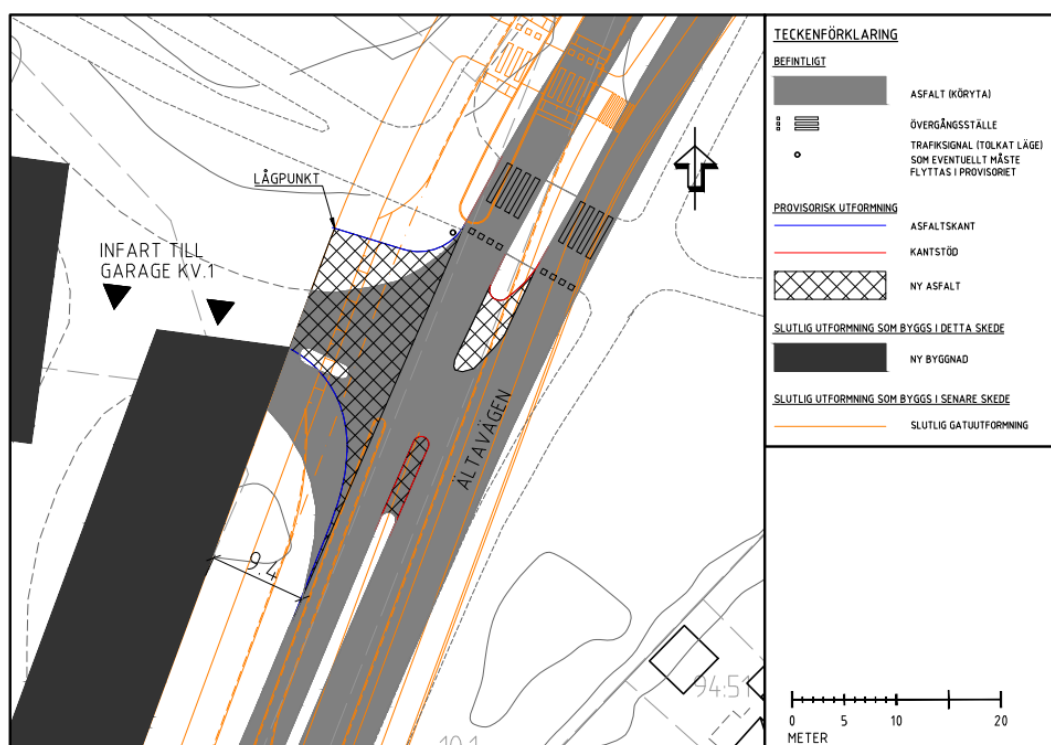 LÅGPUNKT
INFART TILL
GARAGE KV.1
ÄLTAVÄGEN
9.4
94:51
10.1
TECKENFÖRKLARING
BEFINTLIGT
ASFALT (KÖRYTA)
ÖVERGÅNGSSTÄLLE
TRAFIKSIGNAL (TOLKAT LÄGE)
SOM EVENTUELLT MÅSTE
FLYTTAS I PROVISORIET
PROVISORISK UTFORMNING
ASFALTSKANT
KANTSTÖD
NY ASFALT
SLUTLIG UTFORMNING SOM BYGGS I DETTA SKEDE
NY BYGGNAD
SLUTLIG UTFORMNING SOM BYGGS I SENARE SKEDE
SLUTLIG GATUUTFORMNING
0 5 10 20
METER